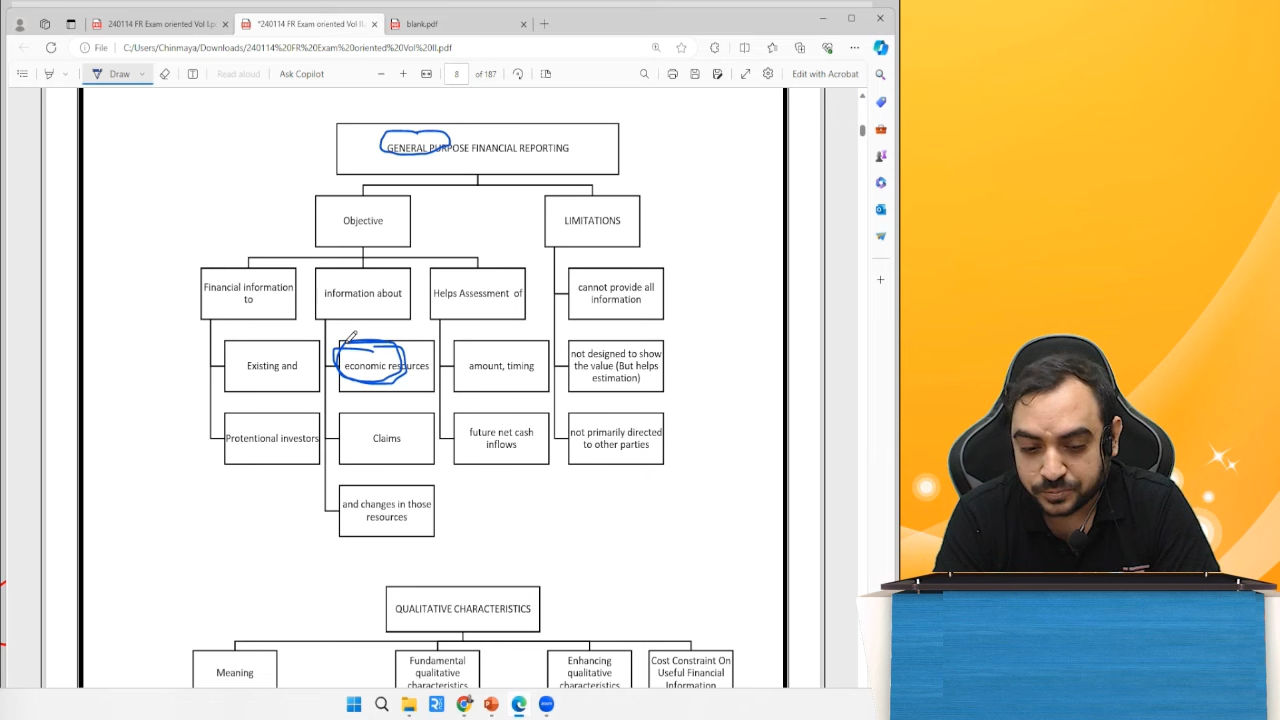 240114 FR Exam oriented Vol I.p
*240114 FR Exam oriented Vol II.
blank.pdf
File
C:/Users/Chinmaya/Downloads/240114%20FR%20Exam%20oriented%20Vol%20II.pdf
Draw
Read aloud
Ask Copilot
8
of 187
Edit with Acrobat
GENERAL PURPOSE FINANCIAL REPORTING
Objective
LIMITATIONS
Financial information
to
information about
Helps Assessment of
cannot provide all
information
Existing and
economic resources
amount, timing
not designed to show
the value (But helps
estimation)
Protentional investors
Claims
future net cash
inflows
not primarily directed
to other parties
and changes in those
resources
QUALITATIVE CHARACTERISTICS
Meaning
Fundamental
qualitative
characteristics
Enhancing
qualitative
characteristics
Cost Constraint On
Useful Financial
Information